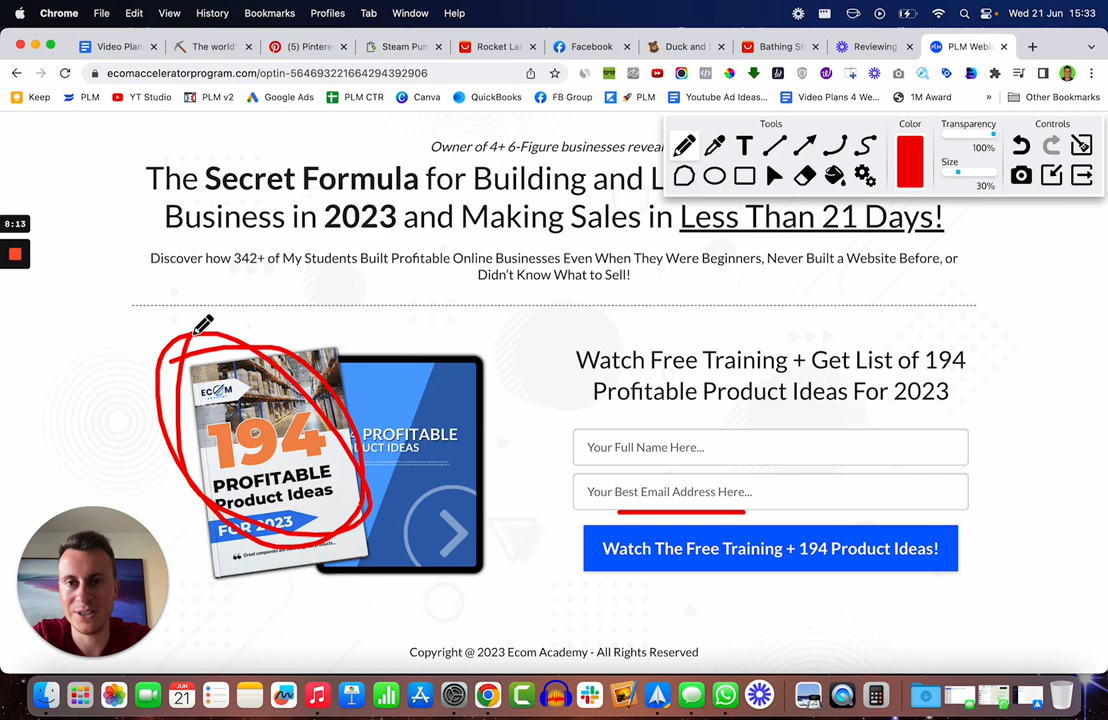 Chrome File Edit View History Bookmarks Profiles Tab Window Help Wed 21 Jun 15:33
Video Plan The world' (5) Pintere Steam Pun Rocket Lar Facebook Duck and Bathing Sh Reviewing PLM Webi
ecomacceleratorprogram.com/optin-564693221664294392906
Keep PLM YT Studio PLM v2 Google Ads PLM CTR Canva QuickBooks FB Group PLM Youtube Ad Ideas... Video Plans 4 We... 1M Award » Other Bookmarks
Tools Color Transparency Controls
100%
Size
30%
8:13
Owner of 4+ 6-Figure businesses reveal
The Secret Formula for Building and L
Business in 2023 and Making Sales in Less Than 21 Days!
Discover how 342+ of My Students Built Profitable Online Businesses Even When They Were Beginners, Never Built a Website Before, or
Didn't Know What to Sell!
ECOM
194
PROFITABLE
Product Ideas
FOR 2023
PROFITABLE
UCT IDEAS
Watch Free Training + Get List of 194
Profitable Product Ideas For 2023
Your Full Name Here...
Your Best Email Address Here...
Watch The Free Training + 194 Product Ideas!
Copyright @ 2023 Ecom Academy - All Rights Reserved
JUN
21